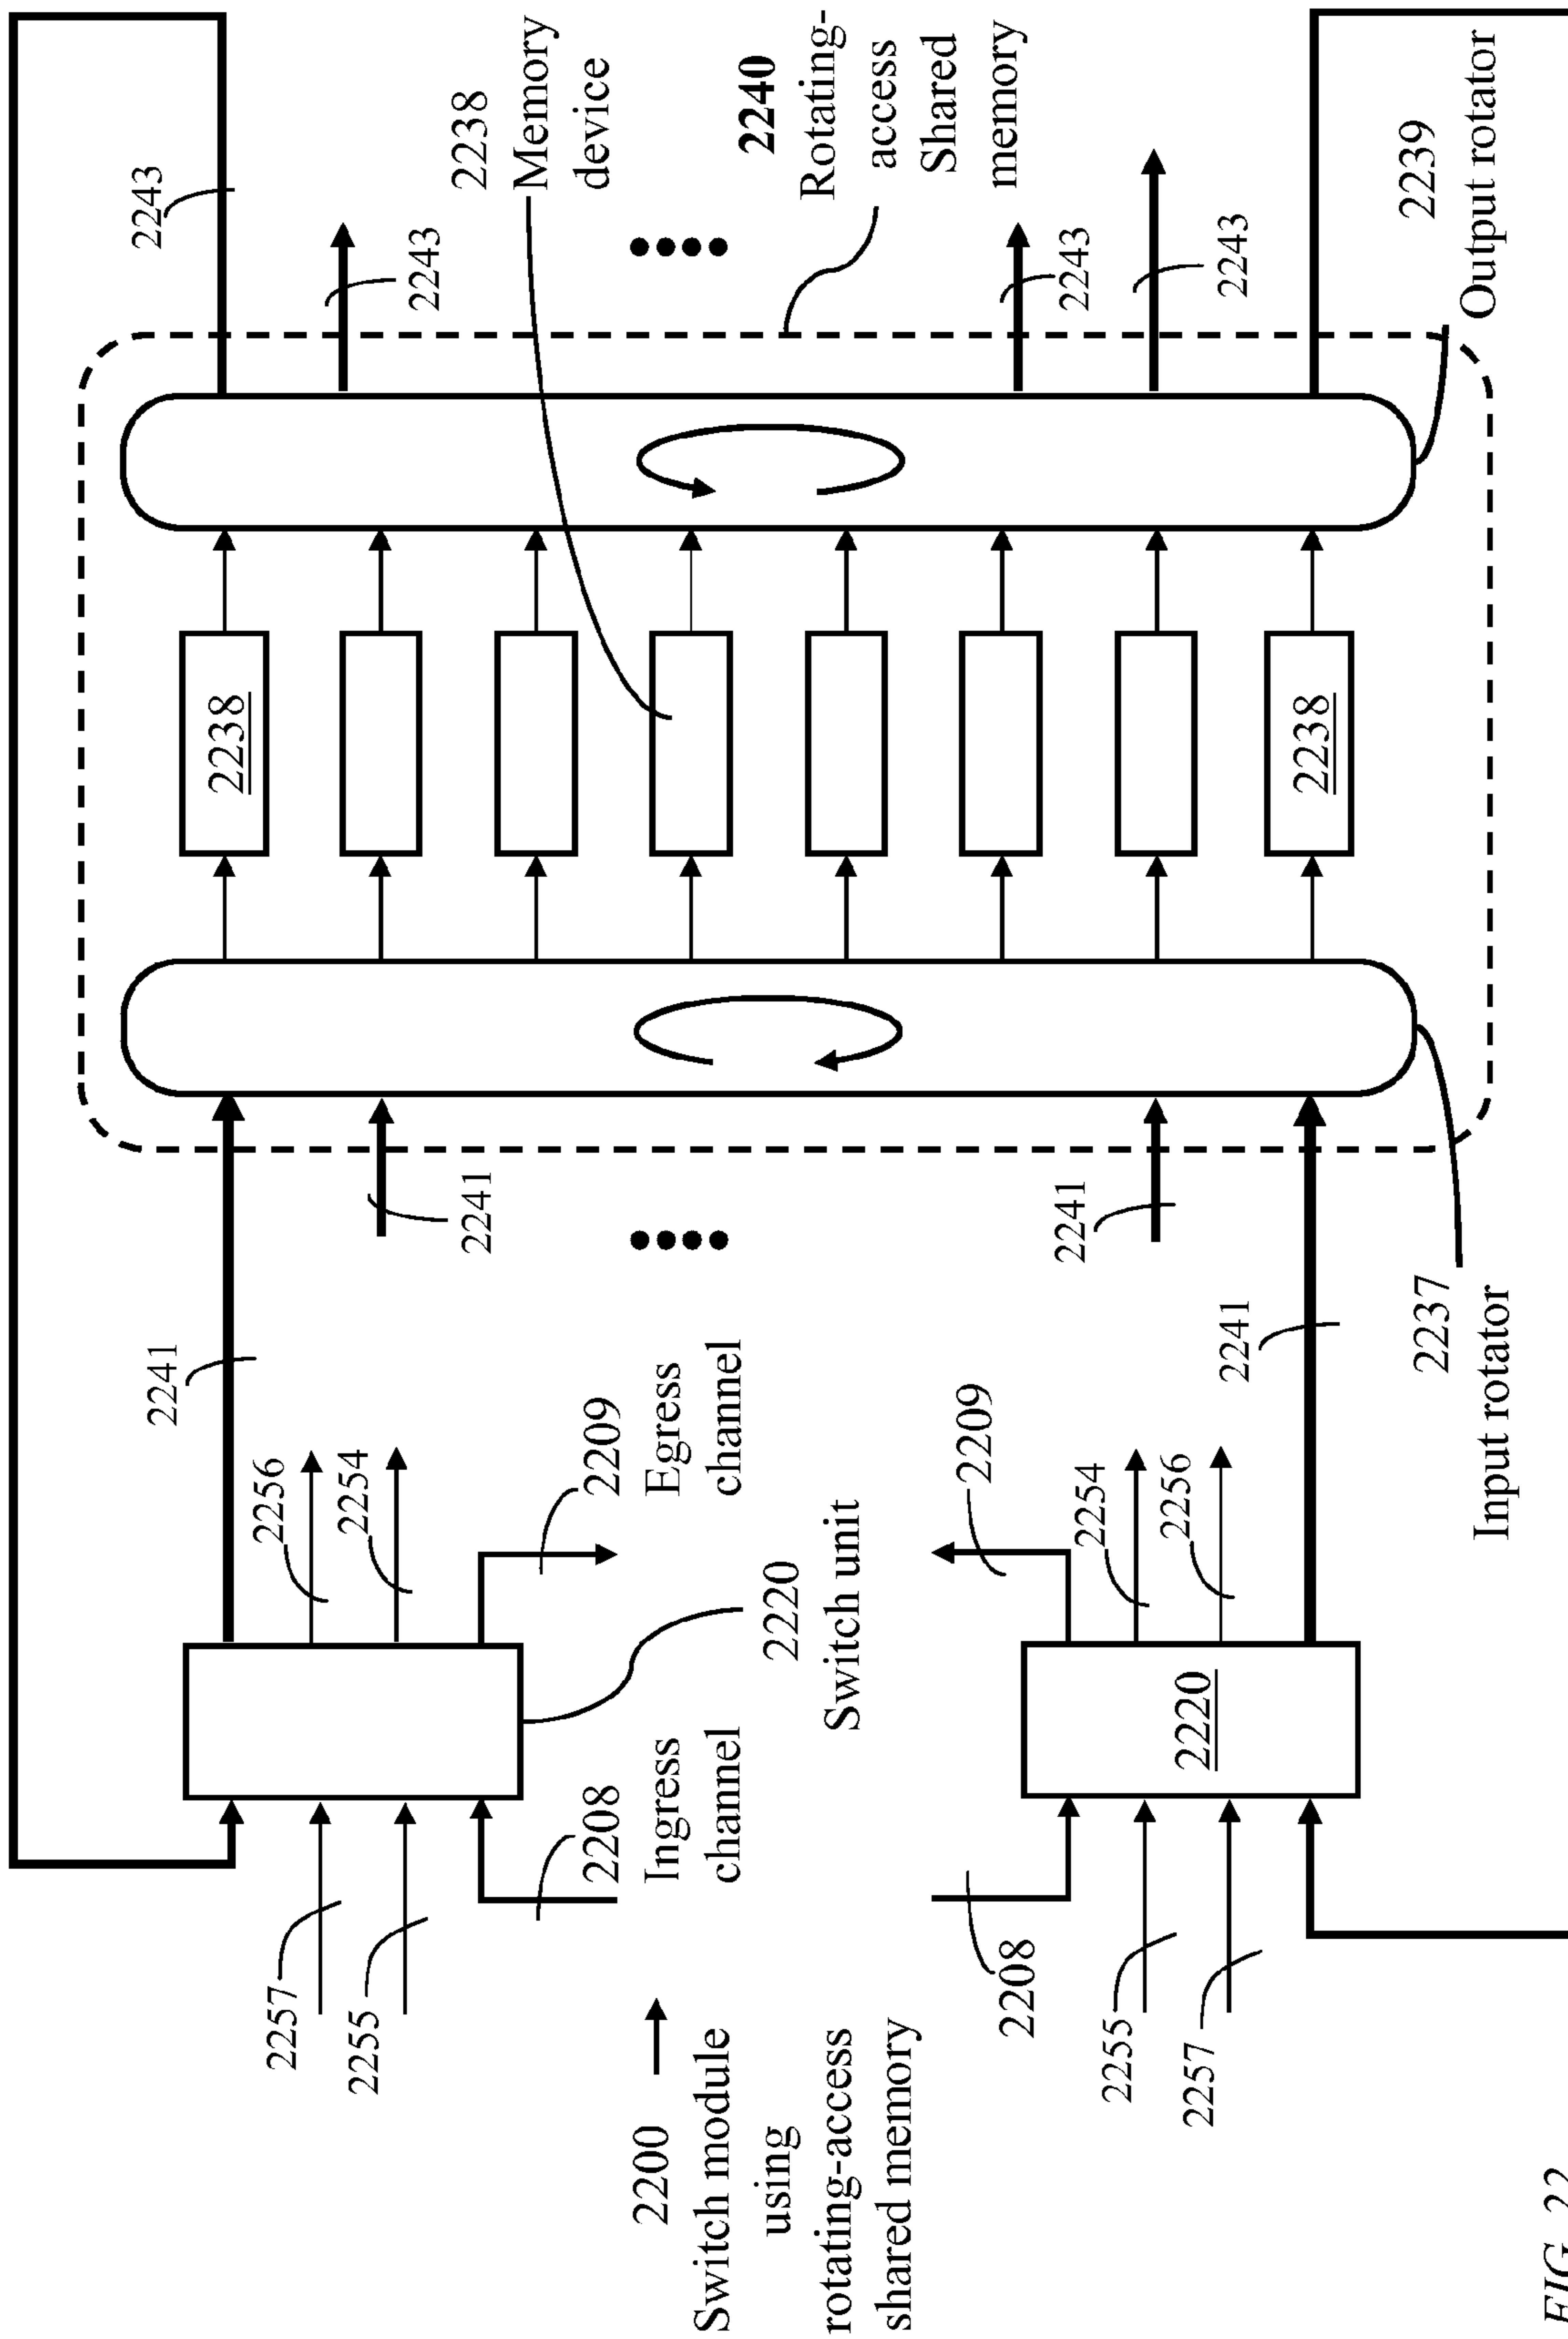 2241
2243
2238
2257
2256
2255
2254
2243
2241
2238
Memory
device
2208
Ingress
channel
2209
Egress
channel
2200
Switch module
using
rotating-access
shared memory
2220
Switch unit
2240
Rotating-
access
Shared
memory
2208
2209
2241
2243
2255
2254
2257
2220
2256
2241
2243
2238
2237
Input rotator
2239
Output rotator
FIG. 22